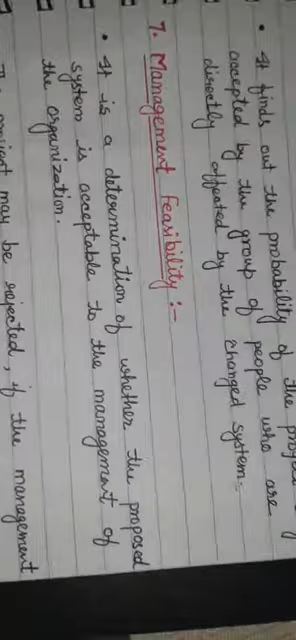 • It finds out the probability of the
accepted by the group of people who are
directly affected by the changed system.
7. Management Feasibility :-
• It is a determination of whether the proposed
system is acceptable to the management of
the organization.
may be rejected, if the management